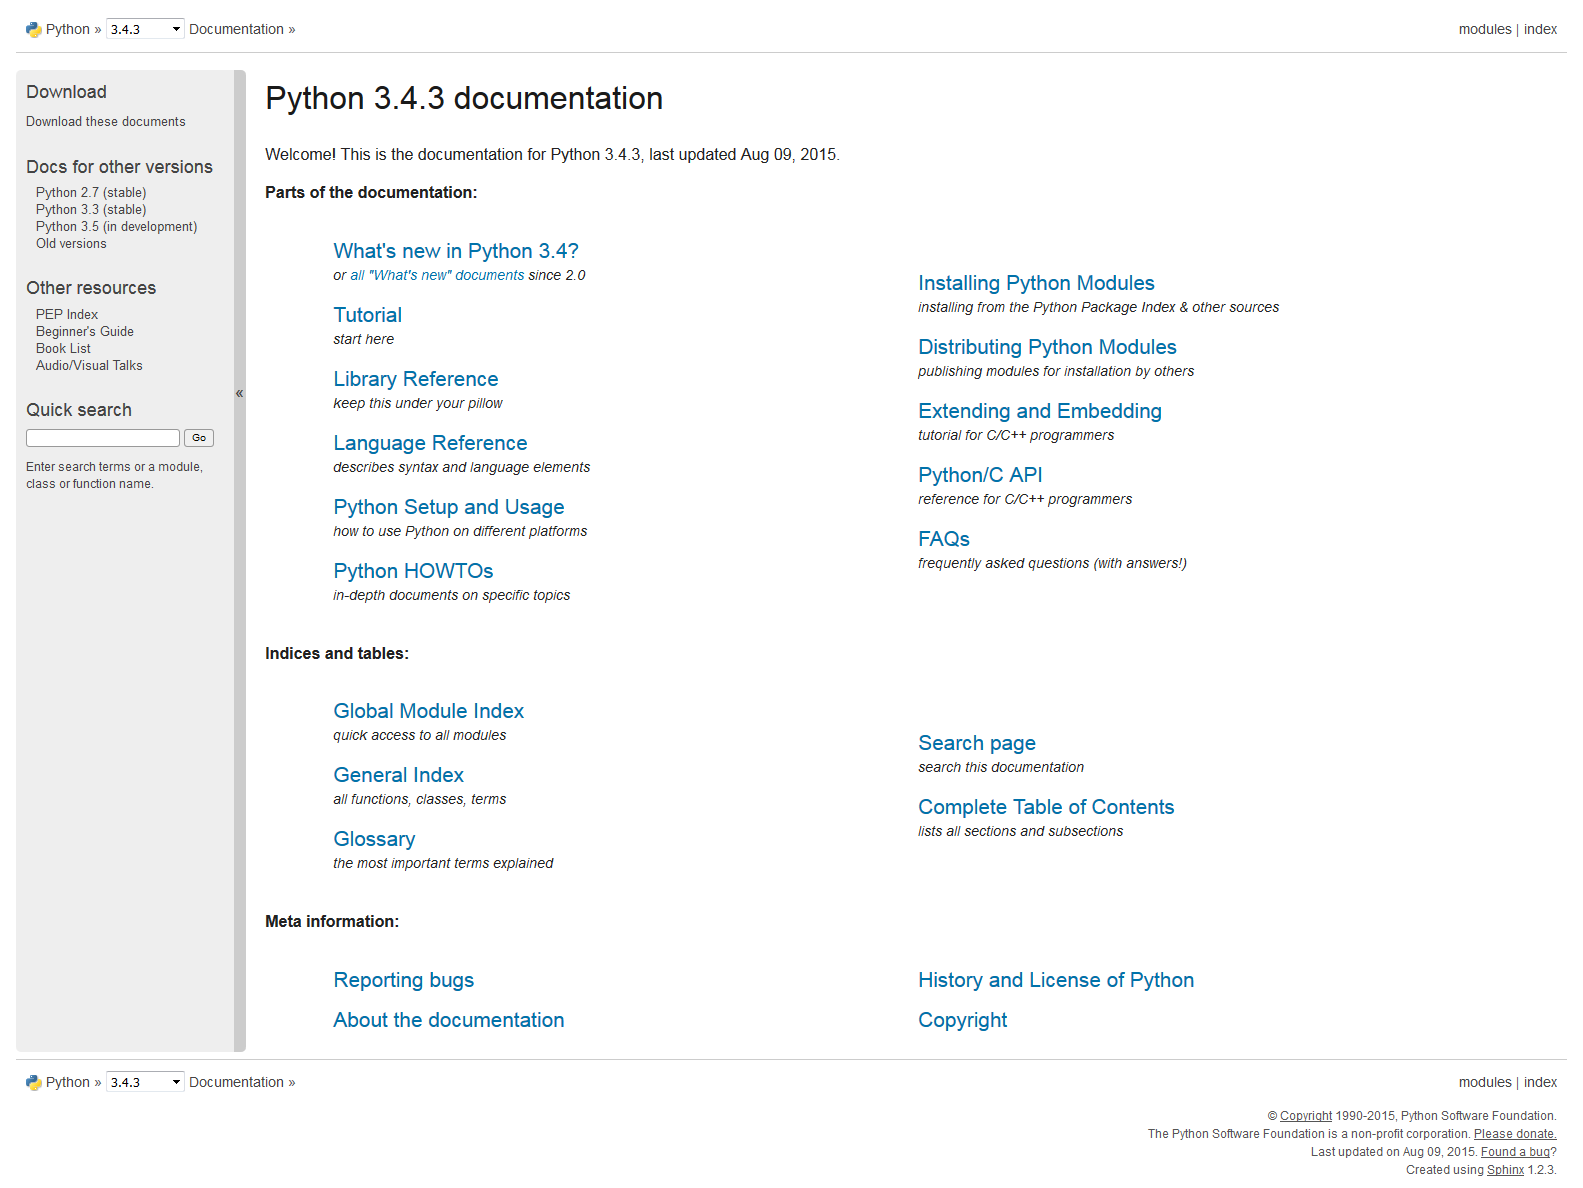 Python » 3.4.3 Documentation »
modules | index
Download
Download these documents
Docs for other versions
Python 2.7 (stable)
Python 3.3 (stable)
Python 3.5 (in development)
Old versions
Other resources
PEP Index
Beginner's Guide
Book List
Audio/Visual Talks
Quick search
Go
Enter search terms or a module,
class or function name.
«
Python 3.4.3 documentation
Welcome! This is the documentation for Python 3.4.3, last updated Aug 09, 2015.
Parts of the documentation:
What's new in Python 3.4?
or all "What's new" documents since 2.0
Tutorial
start here
Library Reference
keep this under your pillow
Language Reference
describes syntax and language elements
Python Setup and Usage
how to use Python on different platforms
Python HOWTOs
in-depth documents on specific topics
Installing Python Modules
installing from the Python Package Index & other sources
Distributing Python Modules
publishing modules for installation by others
Extending and Embedding
tutorial for C/C++ programmers
Python/C API
reference for C/C++ programmers
FAQs
frequently asked questions (with answers!)
Indices and tables:
Global Module Index
quick access to all modules
General Index
all functions, classes, terms
Glossary
the most important terms explained
Search page
search this documentation
Complete Table of Contents
lists all sections and subsections
Meta information:
Reporting bugs
About the documentation
History and License of Python
Copyright
Python » 3.4.3 Documentation »
modules | index
© Copyright 1990-2015, Python Software Foundation.
The Python Software Foundation is a non-profit corporation. Please donate.
Last updated on Aug 09, 2015. Found a bug?
Created using Sphinx 1.2.3.